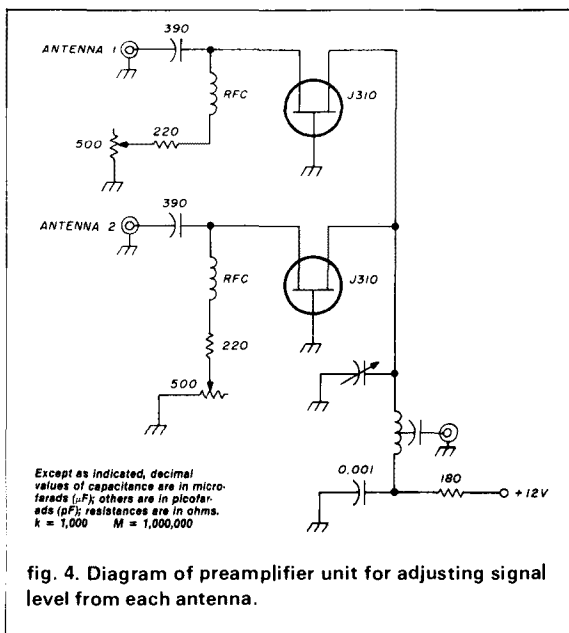 ANTENNA 1
390
RFC
J310
500
220
ANTENNA 2
390
RFC
J310
220
500
0.001
180
+12V
Except as indicated, decimal
values of capacitance are in micro-
farads (μF); others are in picofar-
ads (pF); resistances are in ohms.
k = 1,000 M = 1,000,000
fig. 4. Diagram of preamplifier unit for adjusting signal
level from each antenna.